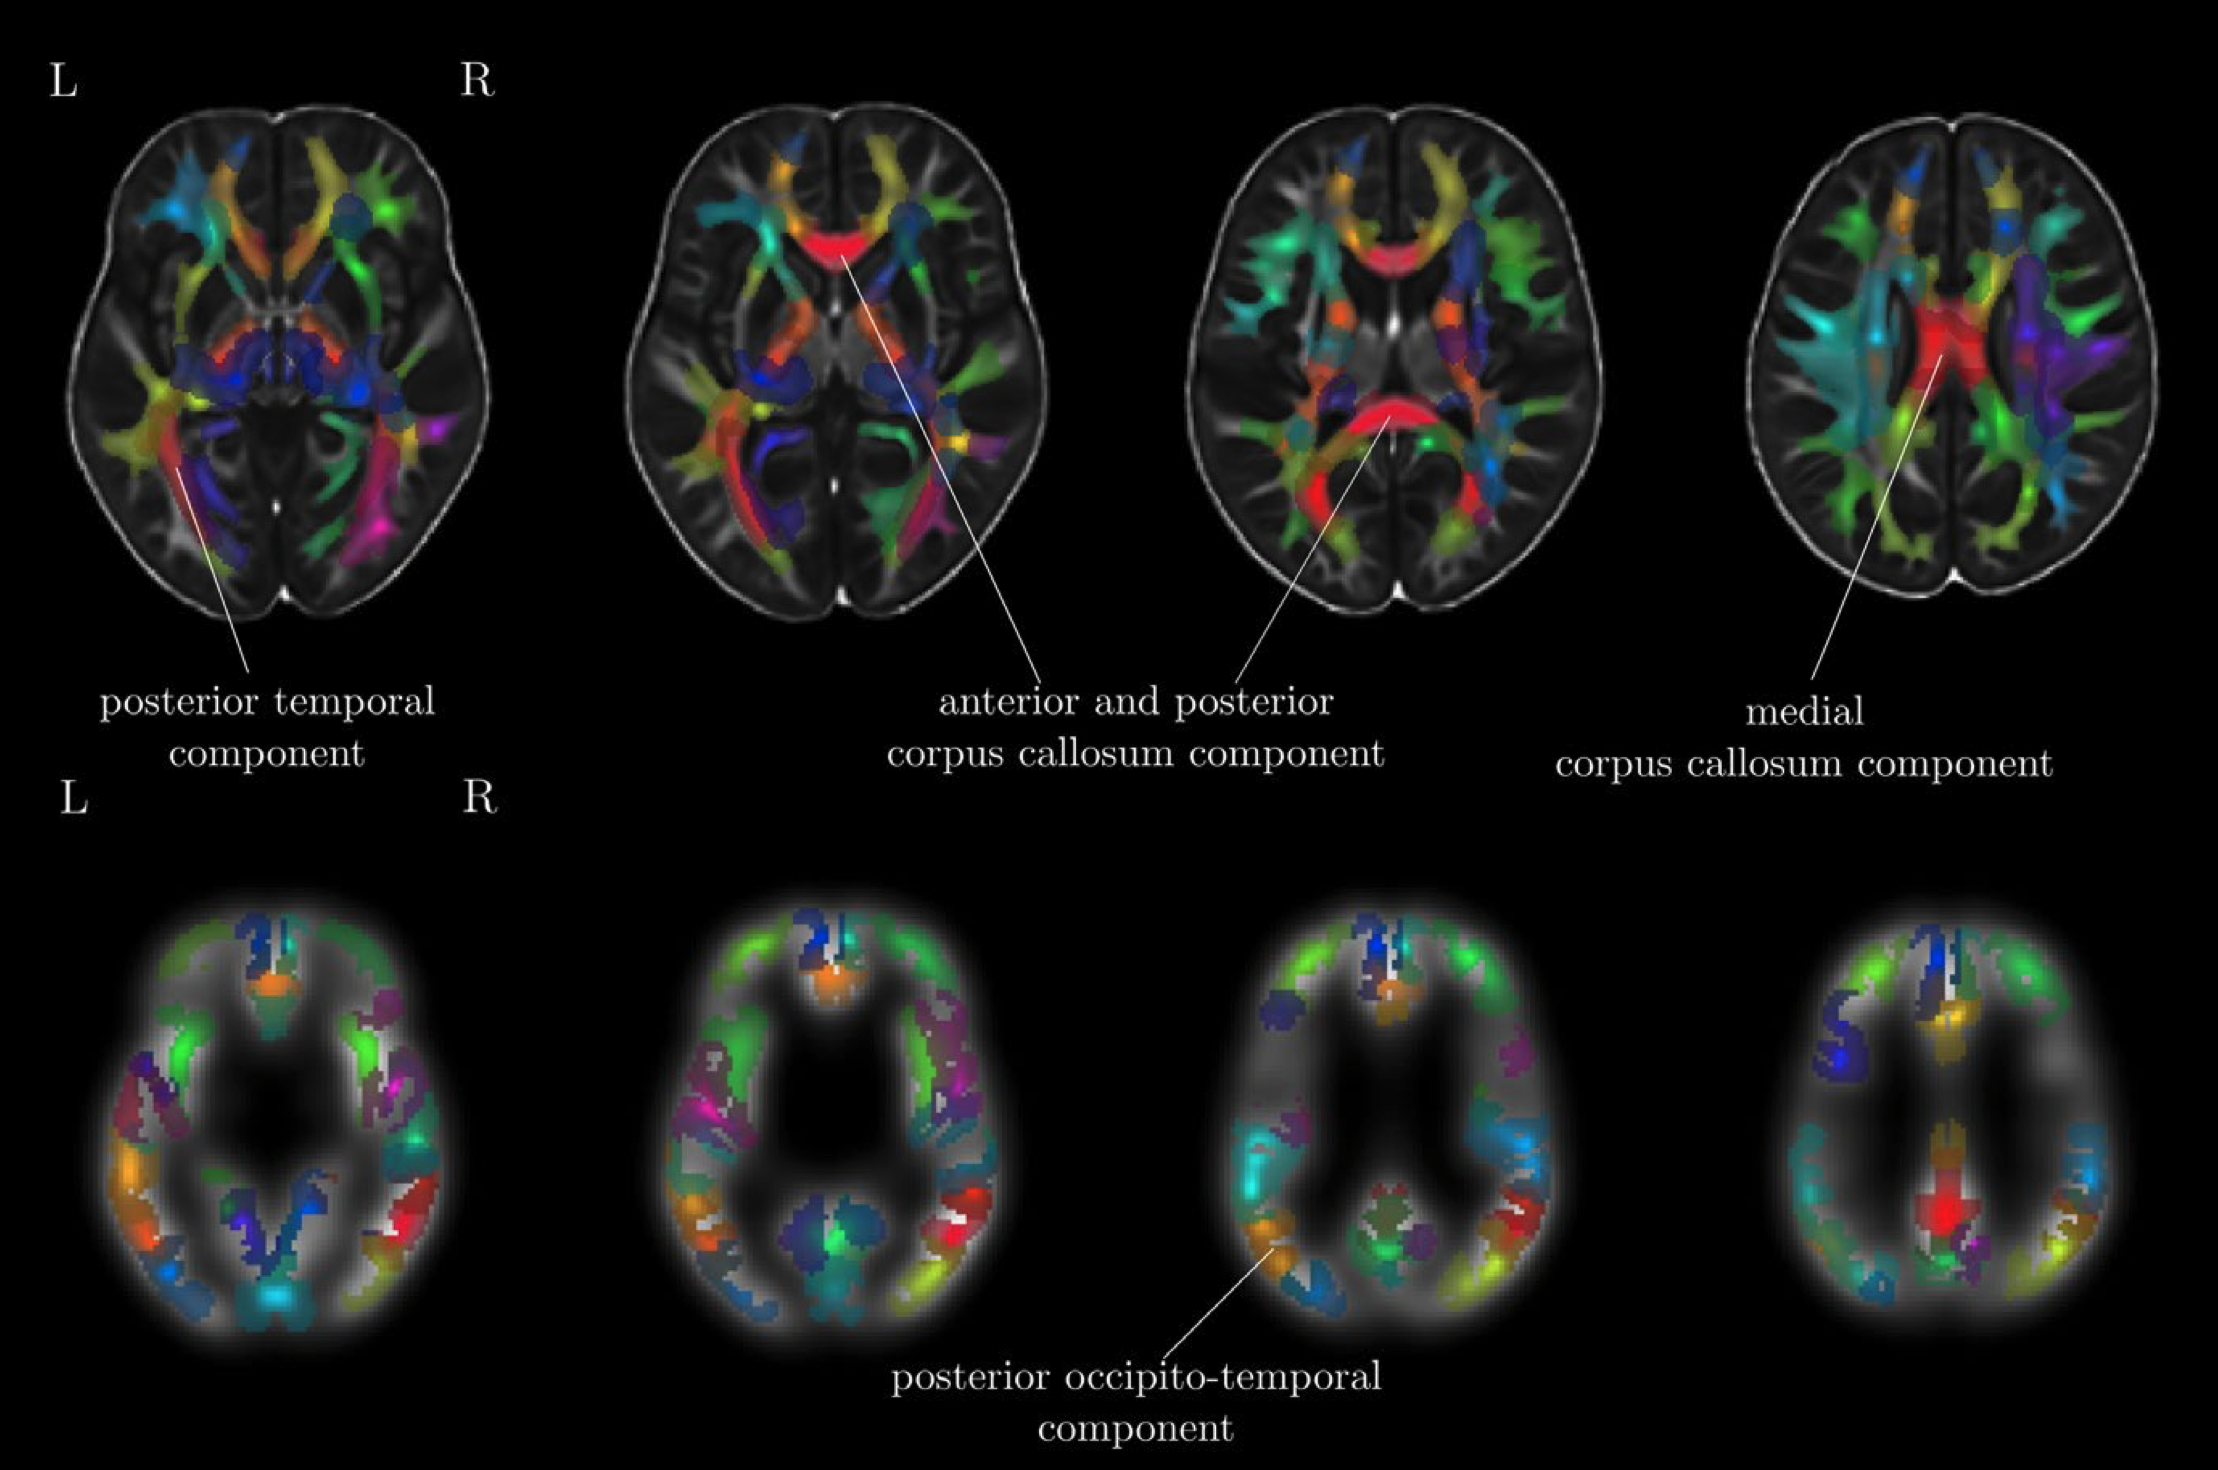 L
R
posterior temporal
component
anterior and posterior
corpus callosum component
medial
corpus callosum component
L
R
posterior occipito-temporal
component